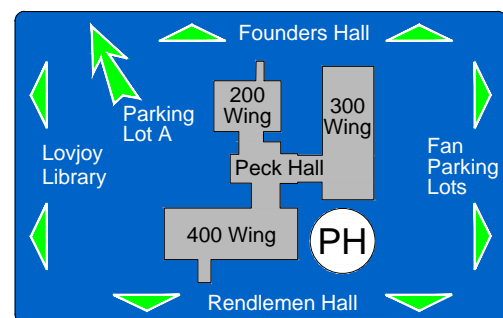 Founders Hall
Parking
Lot A
200
Wing
300
Wing
Lovjoy
Library
Peck Hall
Fan
Parking
Lots
400 Wing
PH
Rendlemen Hall